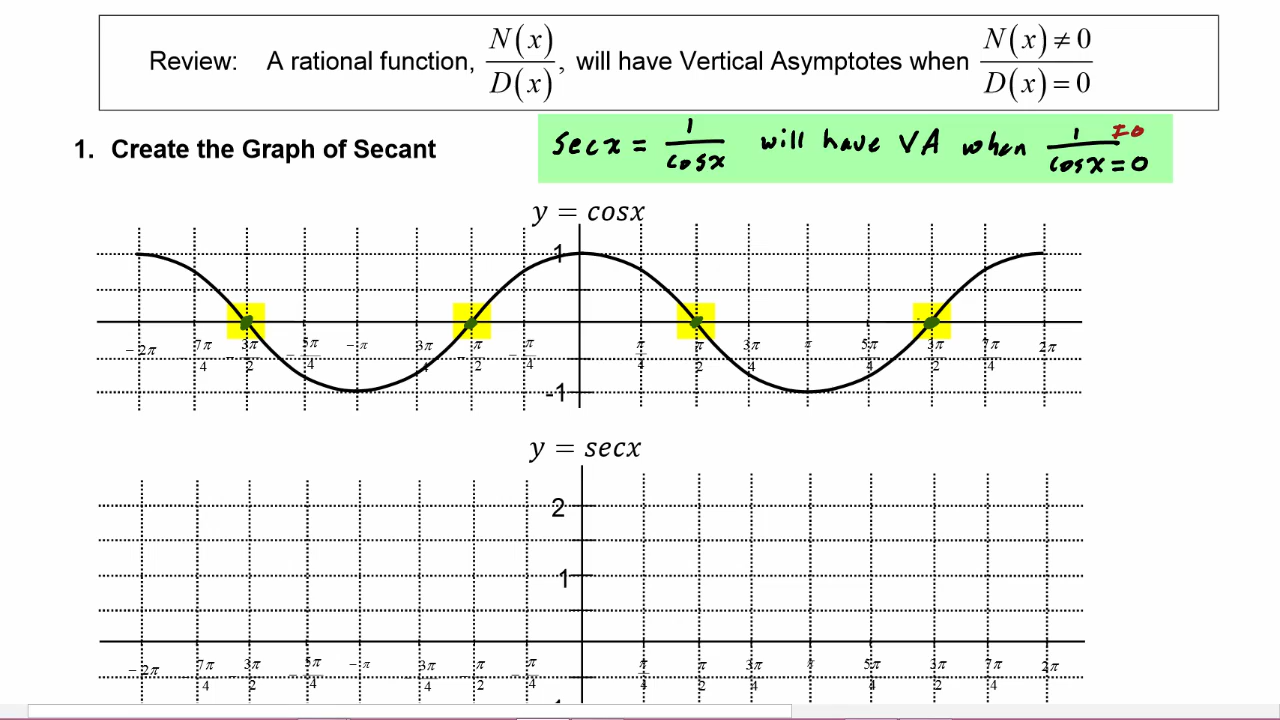 Review: A rational function, N(x)/D(x), will have Vertical Asymptotes when N(x) ≠ 0 / D(x) = 0
1. Create the Graph of Secant
sec x = 1/cos x will have VA when 1 ≠0 / cos x = 0
y = cosx
1
-2π -7π/4 -3π/2 -5π/4 -π -3π/4 -π/2 -π/4 π/4 π/2 3π/4 π 5π/4 3π/2 7π/4 2π
-1
y = secx
2
1
-2π -7π/4 -3π/2 -5π/4 -π -3π/4 -π/2 -π/4 π/4 π/2 3π/4 π 5π/4 3π/2 7π/4 2π